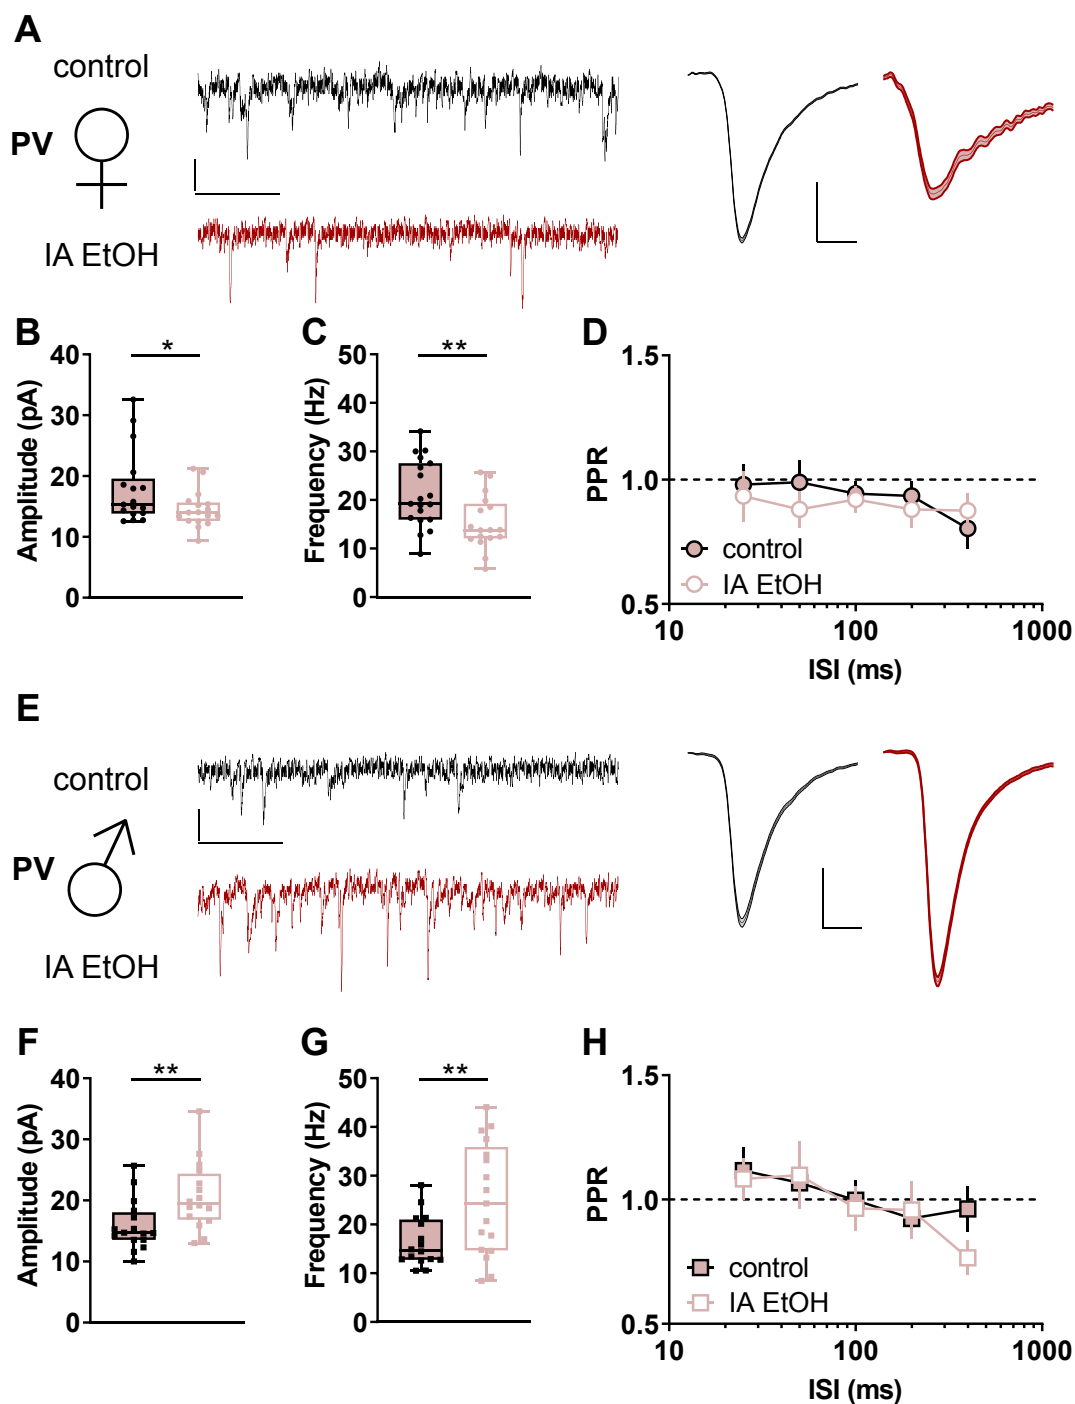 A
control
PV
IA EtOH
B
*
Amplitude (pA)
40
30
20
10
0
C
**
Frequency (Hz)
50
40
30
20
10
0
D
PPR
1.5
1.0
0.5
control
IA EtOH
10
100
1000
ISI (ms)
E
control
PV
IA EtOH
F
**
Amplitude (pA)
40
30
20
10
0
G
**
Frequency (Hz)
50
40
30
20
10
0
H
PPR
1.5
1.0
0.5
control
IA EtOH
10
100
1000
ISI (ms)